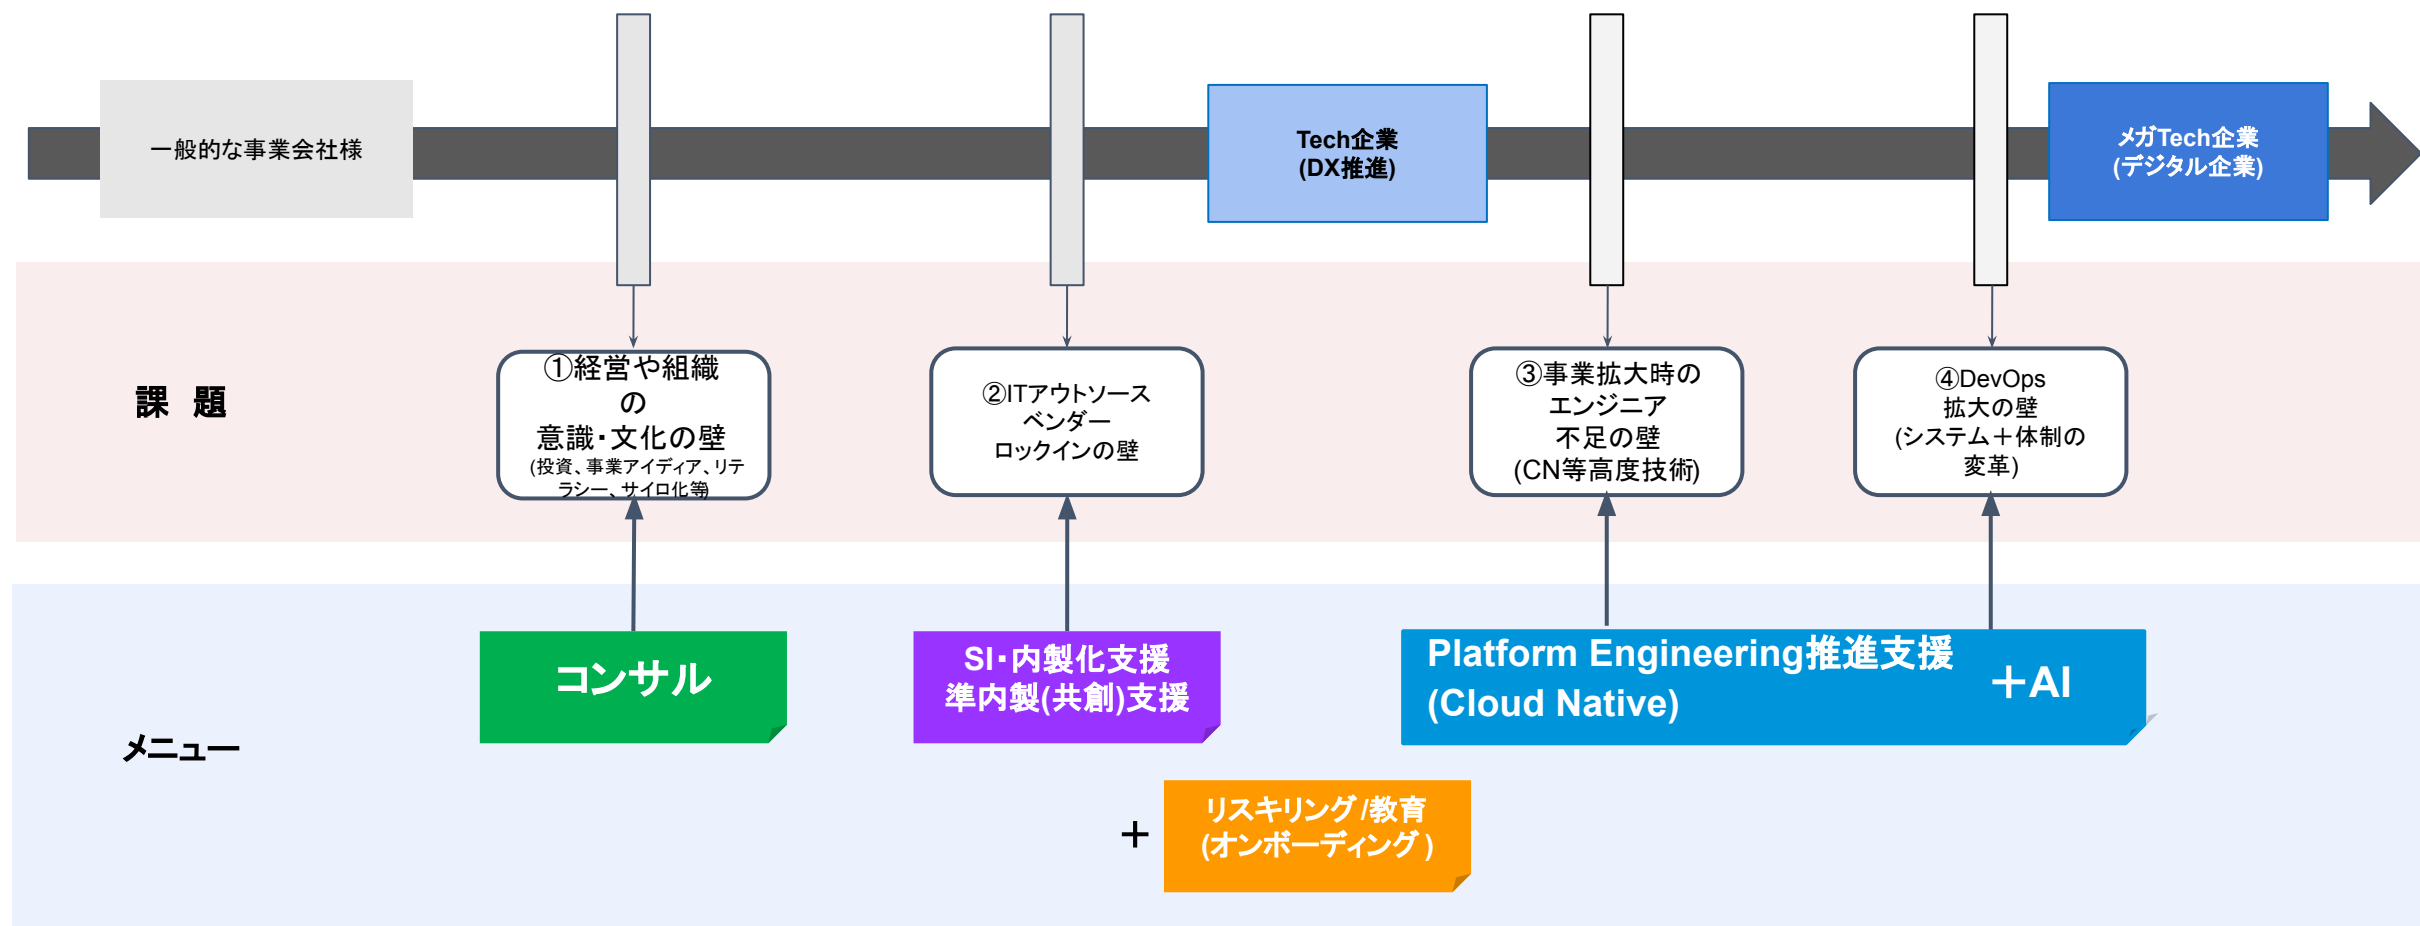 一般的な事業会社様
Tech企業
(DX推進)
メガTech企業
(デジタル企業)
課　題
①経営や組織
の
意識・文化の壁
(投資、事業アイディア、リテ
ラシー、サイロ化等)
②ITアウトソース
ベンダー
ロックインの壁
③事業拡大時の
エンジニア
不足の壁
(CN等高度技術)
④DevOps
拡大の壁
(システム＋体制の
変革)
メニュー
コンサル
SI・内製化支援
準内製(共創)支援
Platform Engineering推進支援
(Cloud Native)
＋AI
＋
リスキリング/教育
(オンボーディング)